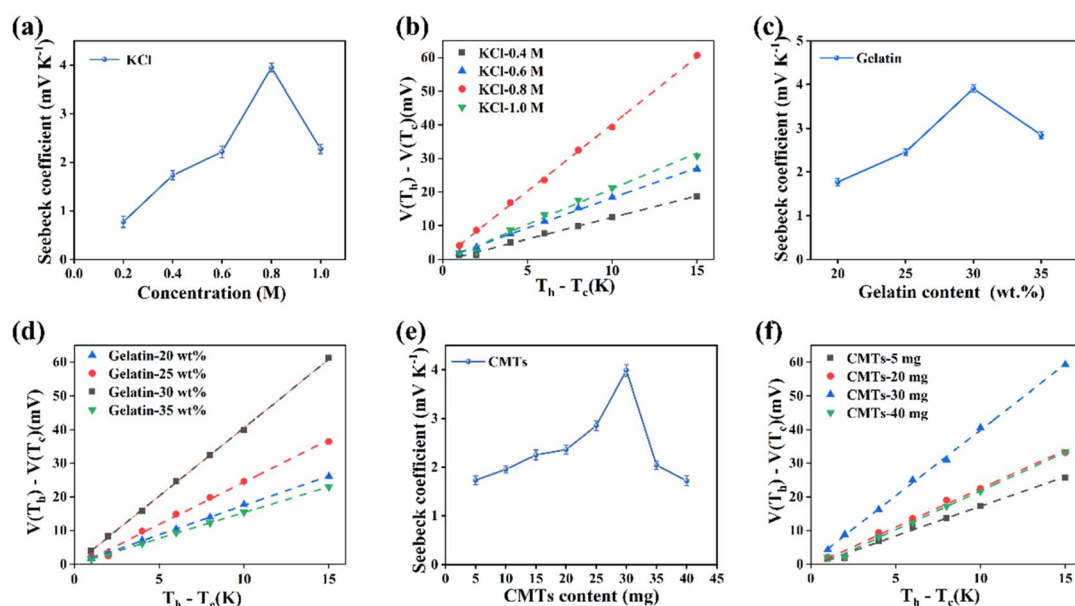 (a)
KCl
Seebeck coefficient (mV K⁻¹)
4
3
2
1
0
0.0 0.2 0.4 0.6 0.8 1.0
Concentration (M)
(b)
KCl-0.4 M
KCl-0.6 M
KCl-0.8 M
KCl-1.0 M
V(Tₕ) - V(T_c)(mV)
60
50
40
30
20
10
0
0 5 10 15
Tₕ - T_c(K)
(c)
Gelatin
Seebeck coefficient (mV K⁻¹)
5
4
3
2
1
0
20 25 30 35
Gelatin content (wt.%)
(d)
Gelatin-20 wt%
Gelatin-25 wt%
Gelatin-30 wt%
Gelatin-35 wt%
V(Tₕ) - V(T_c)(mV)
60
50
40
30
20
10
0
0 5 10 15
Tₕ - T_c(K)
(e)
CMTs
Seebeck coefficient (mV K⁻¹)
4
3
2
1
0
0 5 10 15 20 25 30 35 40 45
CMTs content (mg)
(f)
CMTs-5 mg
CMTs-20 mg
CMTs-30 mg
CMTs-40 mg
V(Tₕ) - V(T_c)(mV)
60
50
40
30
20
10
0
0 5 10 15
Tₕ - T_c(K)